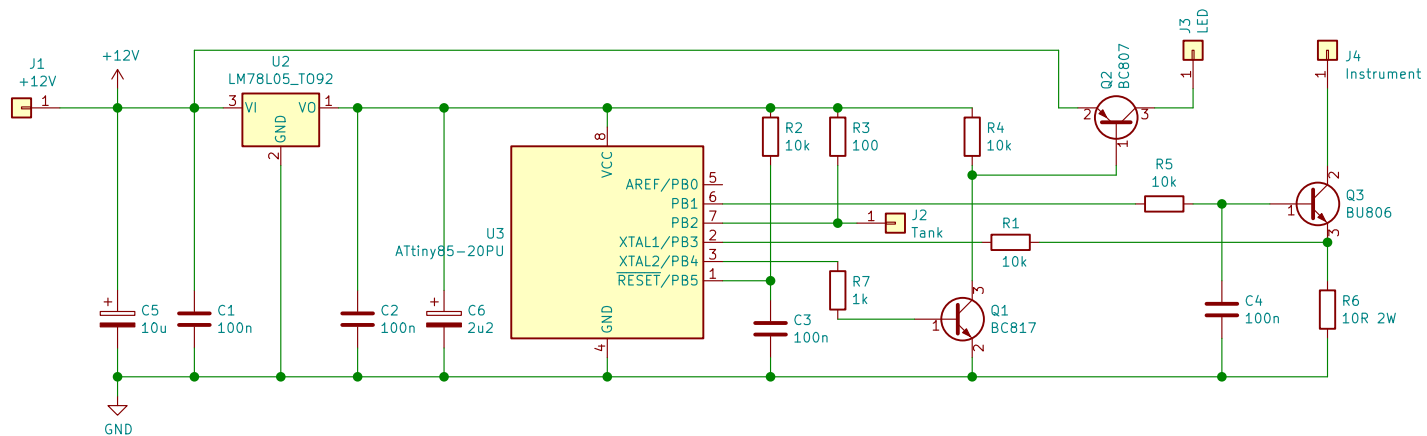 J1
+12V
1
+12V
U2
LM78L05_TO92
3
VI
VO
1
GND
2
C5
10u
+
C1
100n
C2
100n
+
C6
2u2
GND
U3
ATtiny85-20PU
8
VCC
AREF/PB0
5
PB1
6
PB2
7
XTAL1/PB3
2
XTAL2/PB4
3
RESET/PB5
1
GND
4
R2
10k
R3
100
R4
10k
1
J2
Tank
R1
10k
R7
1k
C3
100n
Q1
BC817
1
3
2
Q2
BC807
2
3
1
J3
LED
1
R5
10k
J4
Instrument
1
Q3
BU806
2
1
3
C4
100n
R6
10R 2W